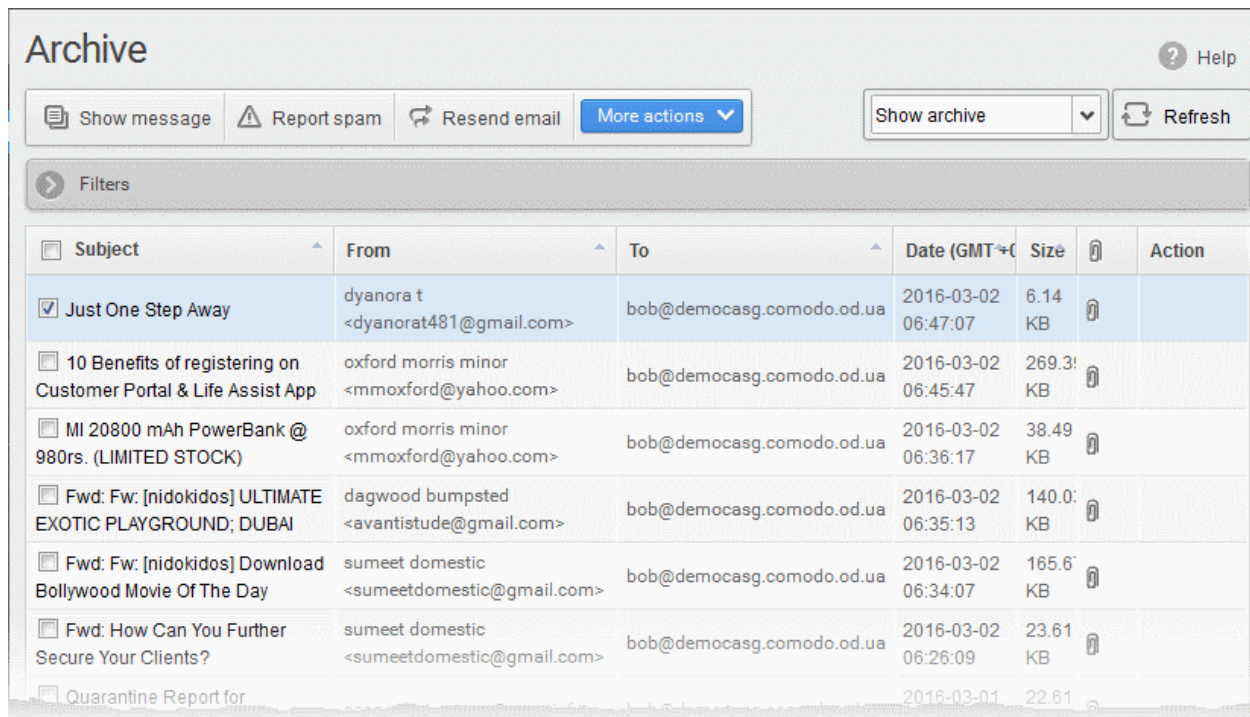 Archive
Help
Show message Report spam Resend email More actions Show archive Refresh
Filters
Subject From To Date (GMT +0 Size Action
Just One Step Away
dyanora t
<dyanorat481@gmail.com>
bob@democasg.comodo.od.ua
2016-03-02
06:47:07
6.14
KB
10 Benefits of registering on
Customer Portal & Life Assist App
oxford morris minor
<mmoxford@yahoo.com>
bob@democasg.comodo.od.ua
2016-03-02
06:45:47
269.39
KB
MI 20800 mAh PowerBank @
980rs. (LIMITED STOCK)
oxford morris minor
<mmoxford@yahoo.com>
bob@democasg.comodo.od.ua
2016-03-02
06:36:17
38.49
KB
Fwd: Fw: [nidokidos] ULTIMATE
EXOTIC PLAYGROUND; DUBAI
dagwood bumpsted
<avantistude@gmail.com>
bob@democasg.comodo.od.ua
2016-03-02
06:35:13
140.0
KB
Fwd: Fw: [nidokidos] Download
Bollywood Movie Of The Day
sumeet domestic
<sumeetdomestic@gmail.com>
bob@democasg.comodo.od.ua
2016-03-02
06:34:07
165.6
KB
Fwd: How Can You Further
Secure Your Clients?
sumeet domestic
<sumeetdomestic@gmail.com>
bob@democasg.comodo.od.ua
2016-03-02
06:26:09
23.61
KB
Quarantine Report for
2016-03-01
22.61